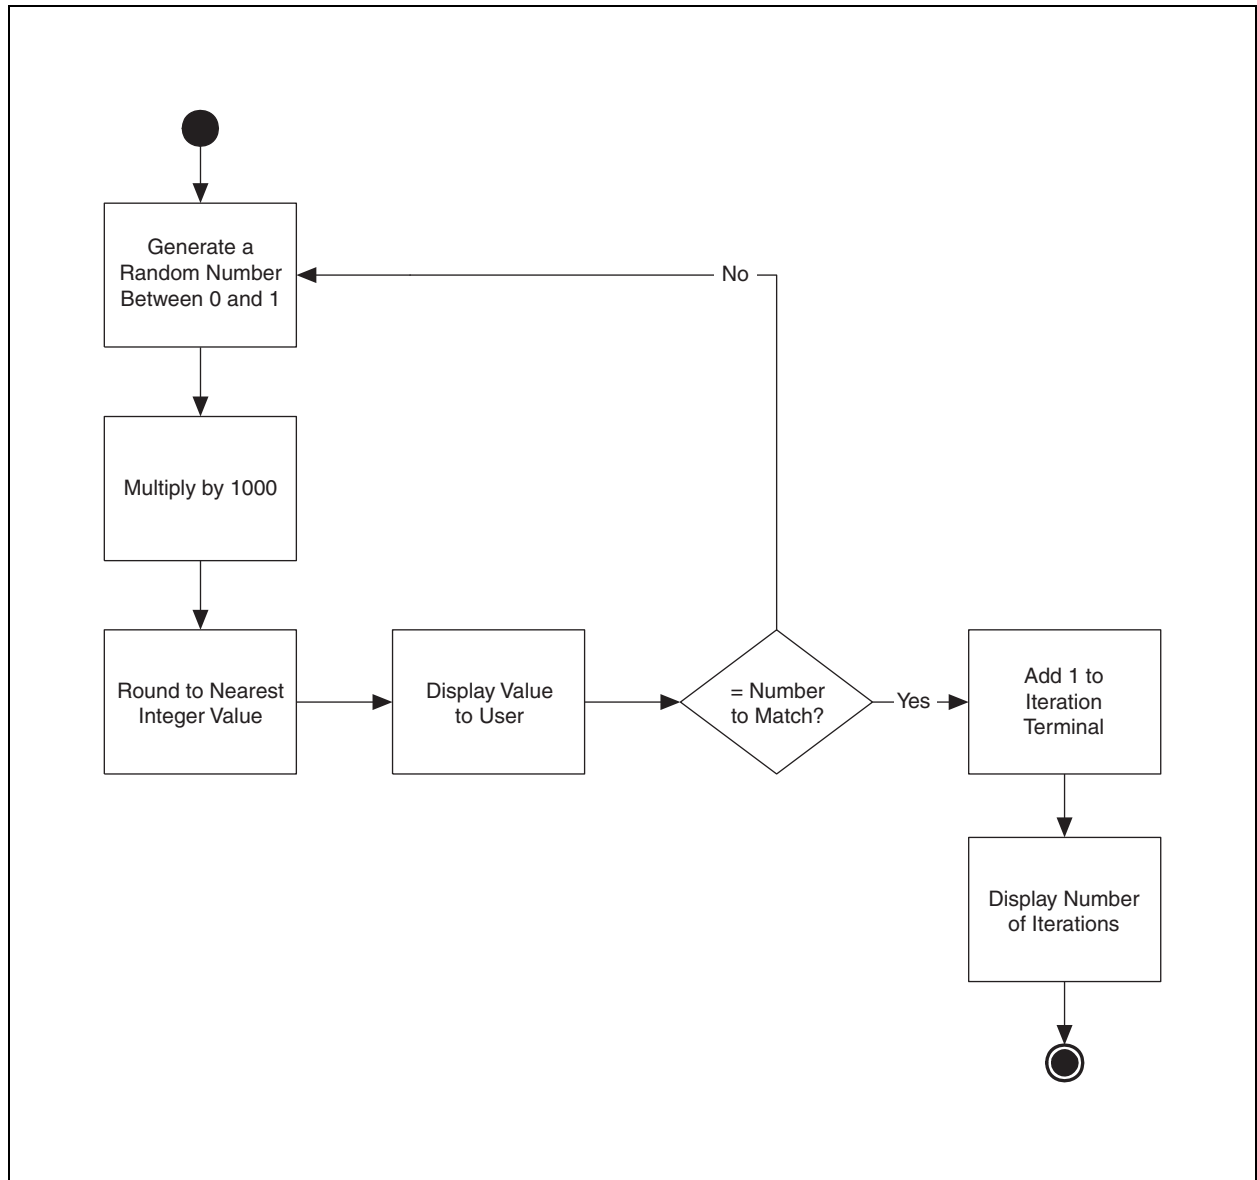 Generate a
Random Number
Between 0 and 1
No
Multiply by 1000
Round to Nearest
Integer Value
Display Value
to User
= Number
to Match?
Yes
Add 1 to
Iteration
Terminal
Display Number
of Iterations